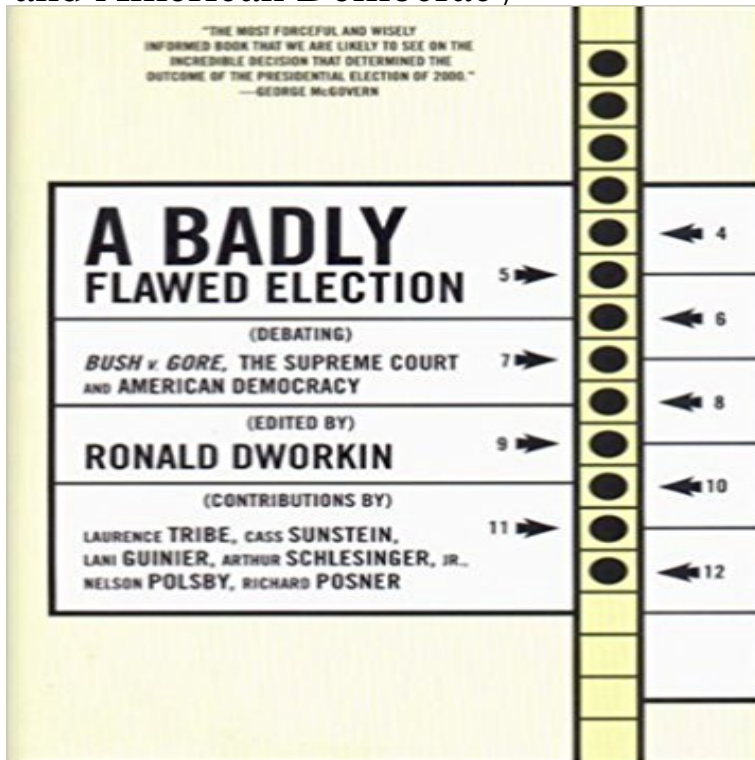 and American Democracy
"THE MOST FORCEFUL AND WISELY
INFORMED BOOK THAT WE ARE LIKELY TO SEE ON THE
INCREDIBLE DECISION THAT DETERMINED THE
OUTCOME OF THE PRESIDENTIAL ELECTION OF 2000."
—GEORGE McGOVERN
A BADLY
FLAWED ELECTION
5
(DEBATING)
BUSH v. GORE, THE SUPREME COURT
AND AMERICAN DEMOCRACY
7
(EDITED BY)
RONALD DWORKIN
9
(CONTRIBUTIONS BY)
LAURENCE TRIBE, CASS SUNSTEIN,
LANI GUINIER, ARTHUR SCHLESINGER, JR.,
NELSON POLSBY, RICHARD POSNER
11
4
6
8
10
12